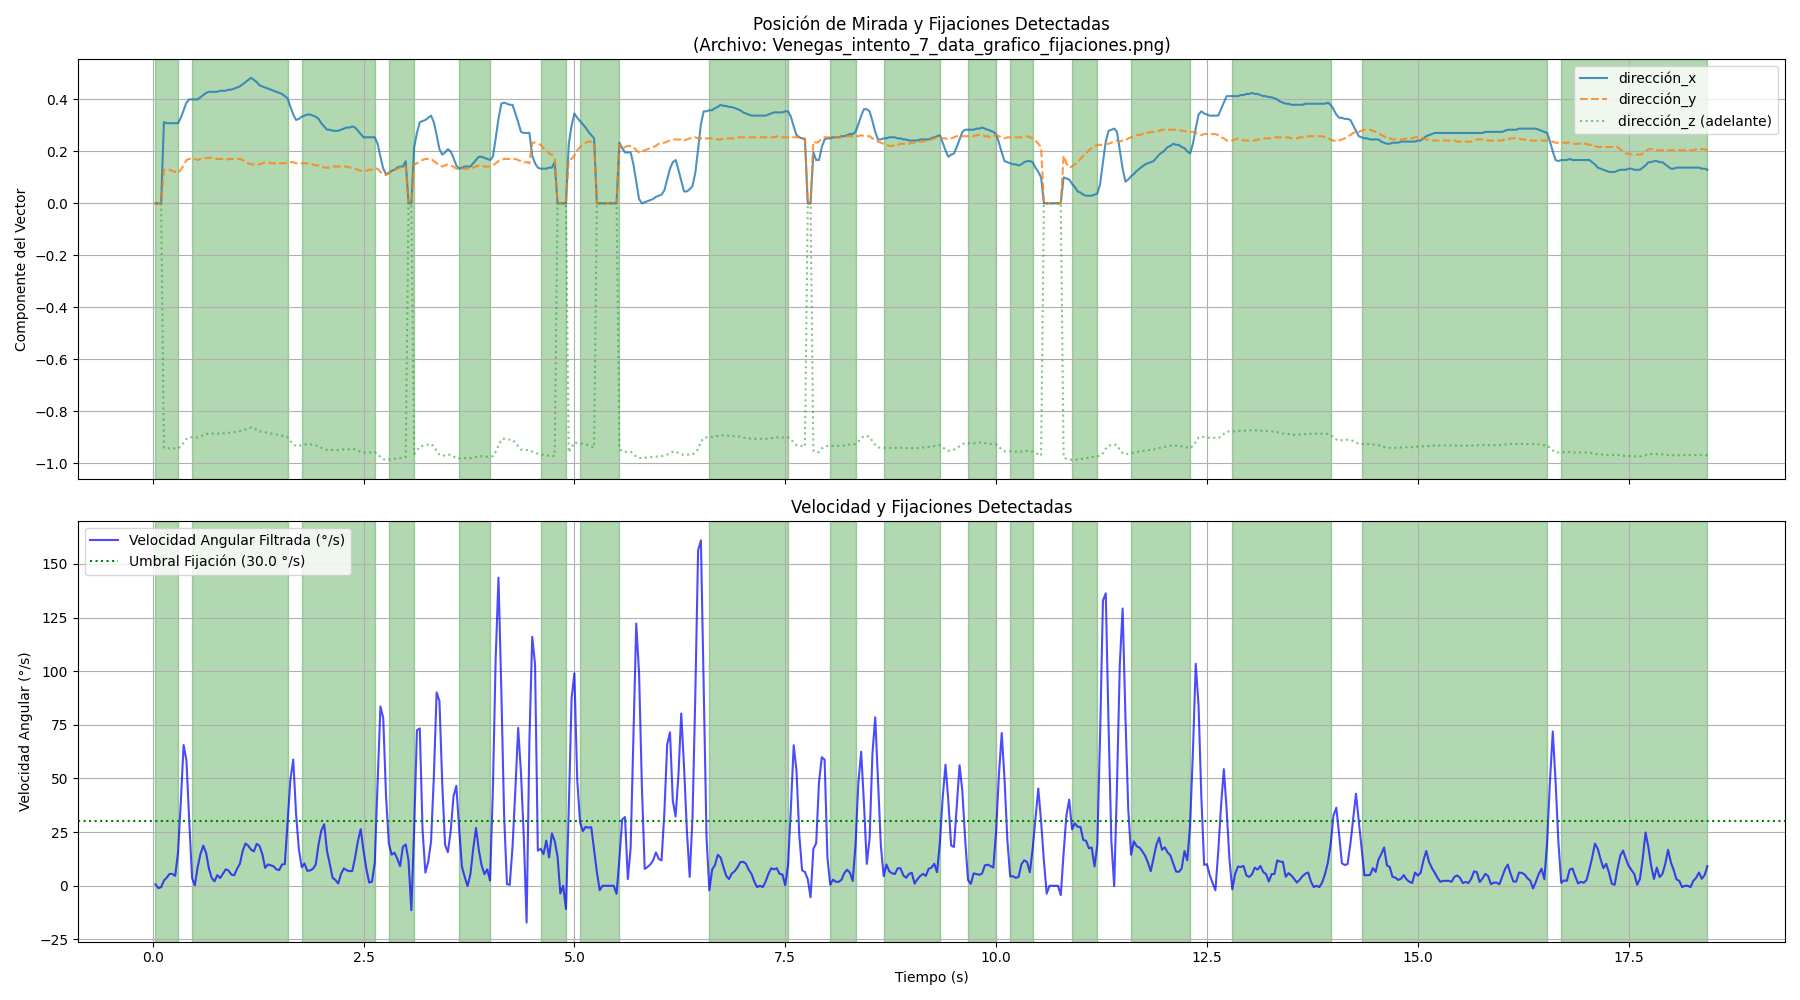 Posición de Mirada y Fijaciones Detectadas
(Archivo: Venegas_intento_7_data_grafico_fijaciones.png)
Componente del Vector
0.4
0.2
0.0
−0.2
−0.4
−0.6
−0.8
−1.0
dirección_x
dirección_y
dirección_z (adelante)
Velocidad y Fijaciones Detectadas
Velocidad Angular (°/s)
150
125
100
75
50
25
0
−25
Velocidad Angular Filtrada (°/s)
Umbral Fijación (30.0 °/s)
0.0 2.5 5.0 7.5 10.0 12.5 15.0 17.5
Tiempo (s)